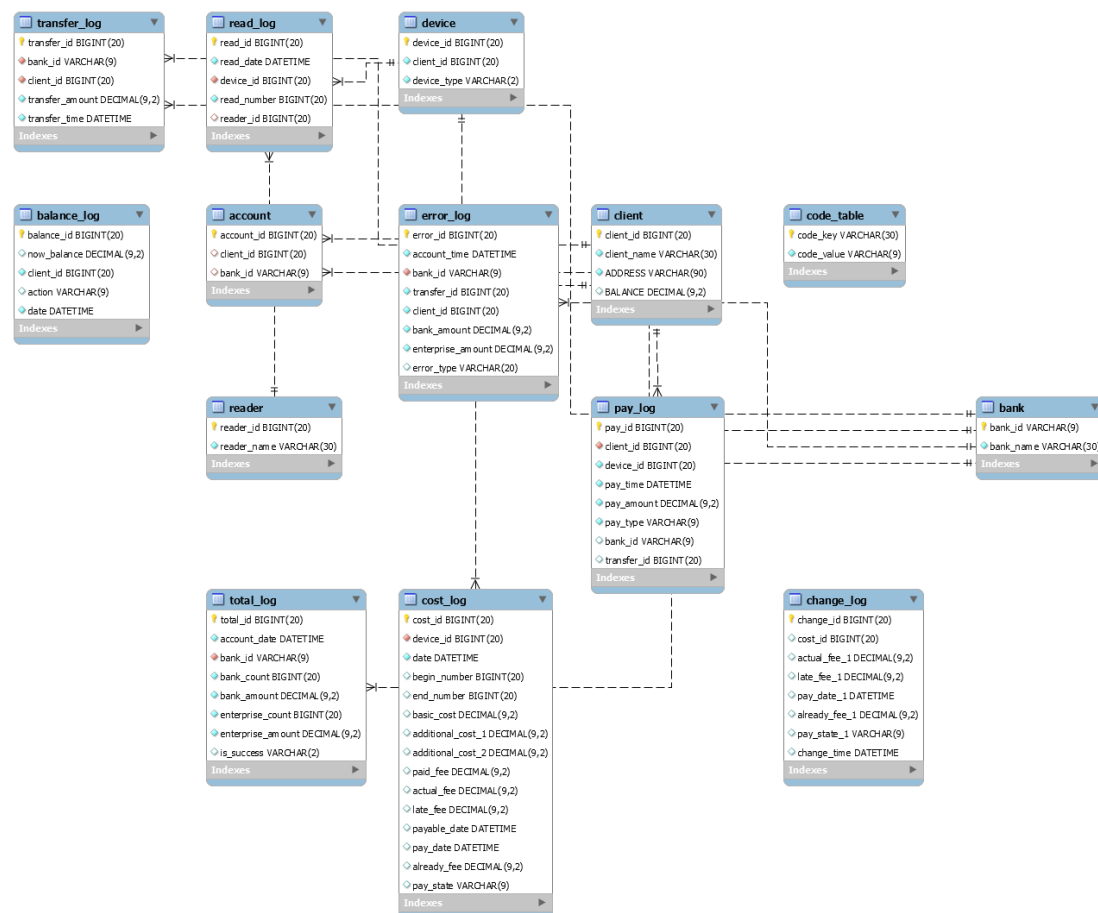 transfer_log
transfer_id BIGINT(20)
bank_id VARCHAR(9)
client_id BIGINT(20)
transfer_amount DECIMAL(9,2)
transfer_time DATETIME
Indexes
read_log
read_id BIGINT(20)
read_date DATETIME
device_id BIGINT(20)
read_number BIGINT(20)
reader_id BIGINT(20)
Indexes
device
device_id BIGINT(20)
client_id BIGINT(20)
device_type VARCHAR(2)
Indexes
balance_log
balance_id BIGINT(20)
now_balance DECIMAL(9,2)
client_id BIGINT(20)
action VARCHAR(9)
date DATETIME
Indexes
account
account_id BIGINT(20)
client_id BIGINT(20)
bank_id VARCHAR(9)
Indexes
error_log
error_id BIGINT(20)
account_time DATETIME
bank_id VARCHAR(9)
transfer_id BIGINT(20)
client_id BIGINT(20)
bank_amount DECIMAL(9,2)
enterprise_amount DECIMAL(9,2)
error_type VARCHAR(20)
Indexes
client
client_id BIGINT(20)
client_name VARCHAR(30)
ADDRESS VARCHAR(90)
BALANCE DECIMAL(9,2)
Indexes
code_table
code_key VARCHAR(30)
code_value VARCHAR(9)
Indexes
reader
reader_id BIGINT(20)
reader_name VARCHAR(30)
Indexes
pay_log
pay_id BIGINT(20)
client_id BIGINT(20)
device_id BIGINT(20)
pay_time DATETIME
pay_amount DECIMAL(9,2)
pay_type VARCHAR(9)
bank_id VARCHAR(9)
transfer_id BIGINT(20)
Indexes
bank
bank_id VARCHAR(9)
bank_name VARCHAR(30)
Indexes
total_log
total_id BIGINT(20)
account_date DATETIME
bank_id VARCHAR(9)
bank_count BIGINT(20)
bank_amount DECIMAL(9,2)
enterprise_count BIGINT(20)
enterprise_amount DECIMAL(9,2)
is_success VARCHAR(2)
Indexes
cost_log
cost_id BIGINT(20)
device_id BIGINT(20)
date DATETIME
begin_number BIGINT(20)
end_number BIGINT(20)
basic_cost DECIMAL(9,2)
additional_cost_1 DECIMAL(9,2)
additional_cost_2 DECIMAL(9,2)
paid_fee DECIMAL(9,2)
actual_fee DECIMAL(9,2)
late_fee DECIMAL(9,2)
payable_date DATETIME
pay_date DATETIME
already_fee DECIMAL(9,2)
pay_state VARCHAR(9)
Indexes
change_log
change_id BIGINT(20)
cost_id BIGINT(20)
actual_fee_1 DECIMAL(9,2)
late_fee_1 DECIMAL(9,2)
pay_date_1 DATETIME
already_fee_1 DECIMAL(9,2)
pay_state_1 VARCHAR(9)
change_time DATETIME
Indexes